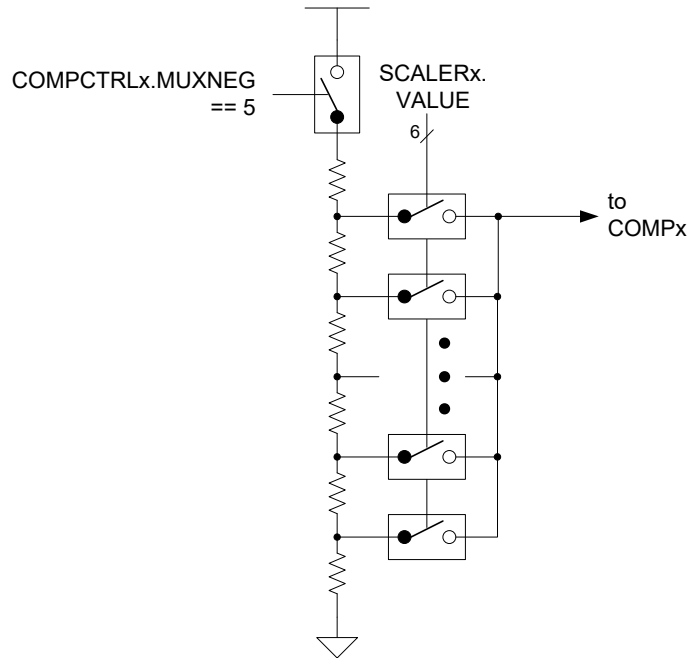 COMPCTRLx.MUXNEG
== 5
SCALERx.
VALUE
6
to
COMPx